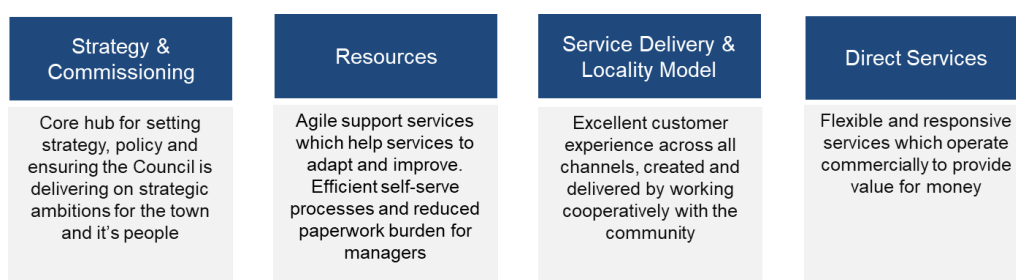 Strategy &
Commissioning
Core hub for setting
strategy, policy and
ensuring the Council is
delivering on strategic
ambitions for the town
and it's people
Resources
Agile support services
which help services to
adapt and improve.
Efficient self-serve
processes and reduced
paperwork burden for
managers
Service Delivery &
Locality Model
Excellent customer
experience across all
channels, created and
delivered by working
cooperatively with the
community
Direct Services
Flexible and responsive
services which operate
commercially to provide
value for money